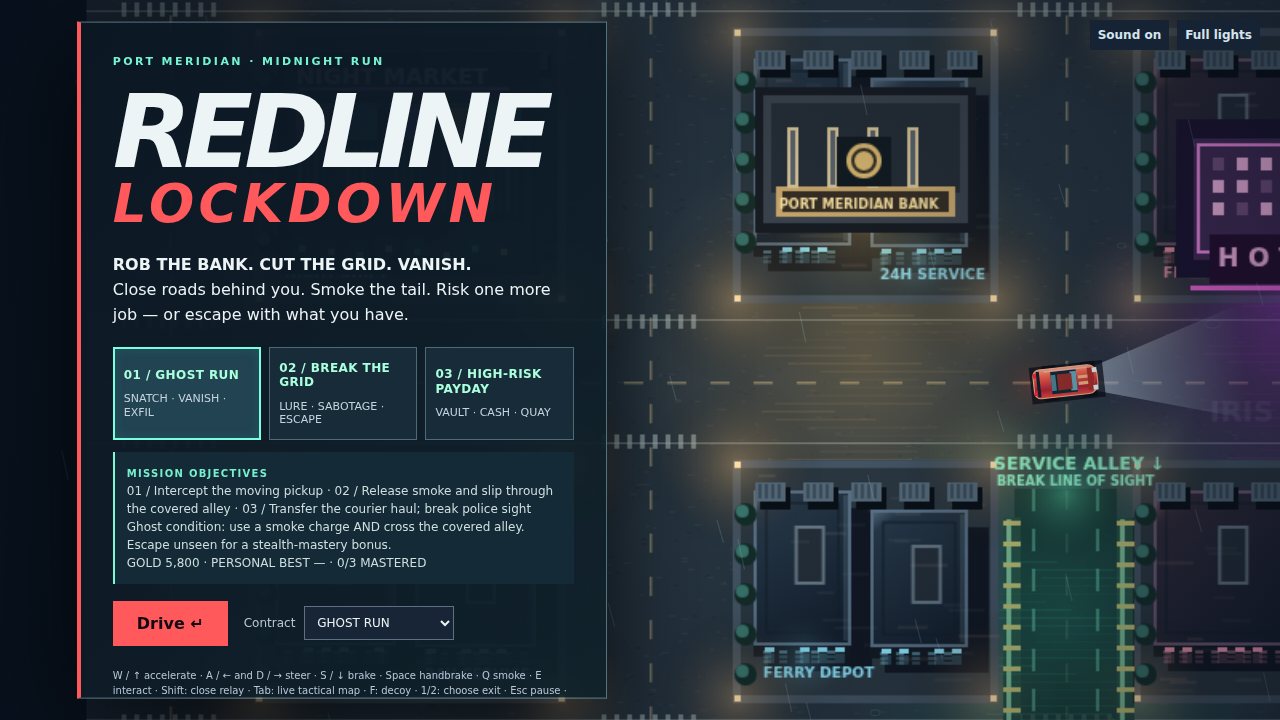 PORT MERIDIAN · MIDNIGHT RUN
NIGHT MARKET
REDLINE
LOCKDOWN
ROB THE BANK. CUT THE GRID. VANISH.
Close roads behind you. Smoke the tail. Risk one more
job — or escape with what you have.
01 / GHOST RUN
SNATCH · VANISH ·
EXFIL
02 / BREAK THE
GRID
LURE · SABOTAGE ·
ESCAPE
03 / HIGH-RISK
PAYDAY
VAULT · CASH · QUAY
MISSION OBJECTIVES
01 / Intercept the moving pickup · 02 / Release smoke and slip through
the covered alley · 03 / Transfer the courier haul; break police sight
Ghost condition: use a smoke charge AND cross the covered alley.
Escape unseen for a stealth-mastery bonus.
GOLD 5,800 · PERSONAL BEST — · 0/3 MASTERED
Drive ↵
Contract
GHOST RUN
W / ↑ accelerate · A / ← and D / → steer · S / ↓ brake · Space handbrake · Q smoke · E
interact · Shift: close relay · Tab: live tactical map · F: decoy · 1/2: choose exit · Esc pause ·
Sound on
Full lights
PORT MERIDIAN BANK
24H SERVICE
HO
IRIS
SERVICE ALLEY ↓
BREAK LINE OF SIGHT
FERRY DEPOT